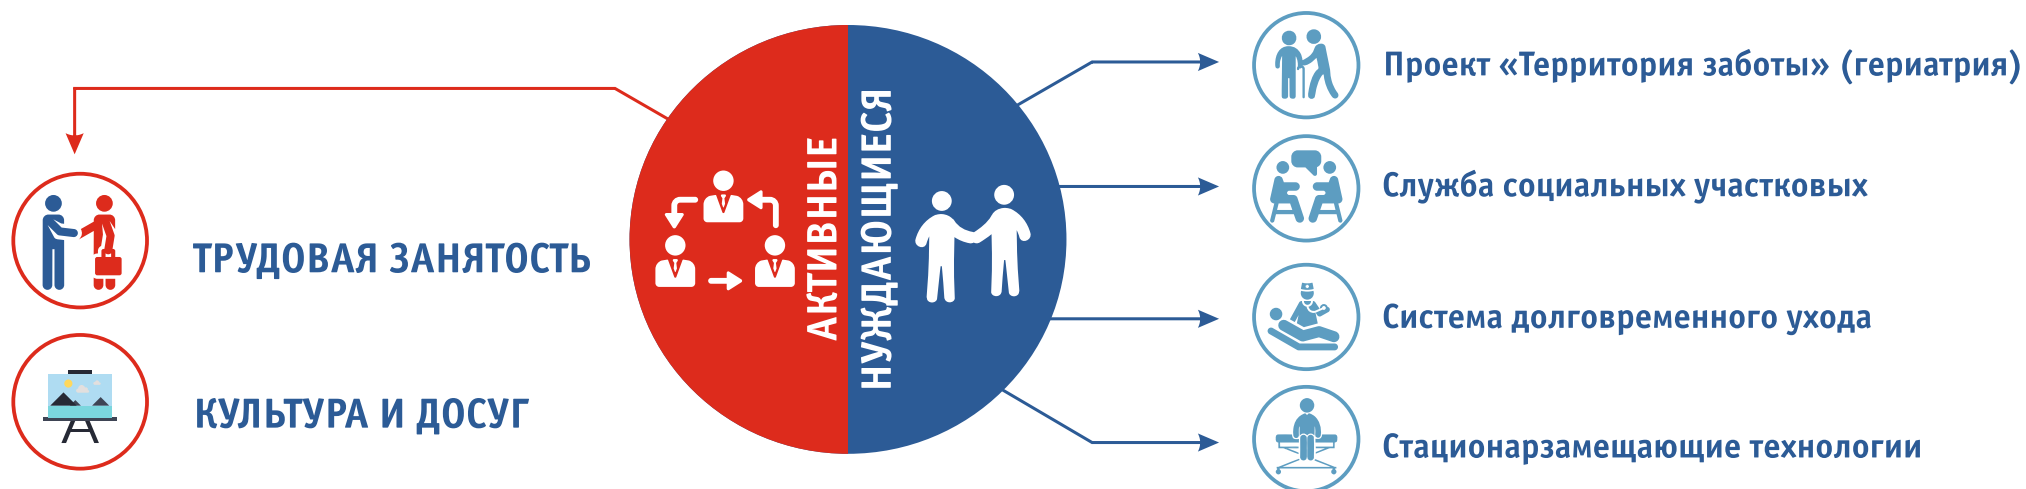 ТРУДОВАЯ ЗАНЯТОСТЬ
КУЛЬТУРА И ДОСУГ
АКТИВНЫЕ
НУЖДАЮЩИЕСЯ
Проект «Территория заботы» (гериатрия)
Служба социальных участковых
Система долговременного ухода
Стационарзамещающие технологии